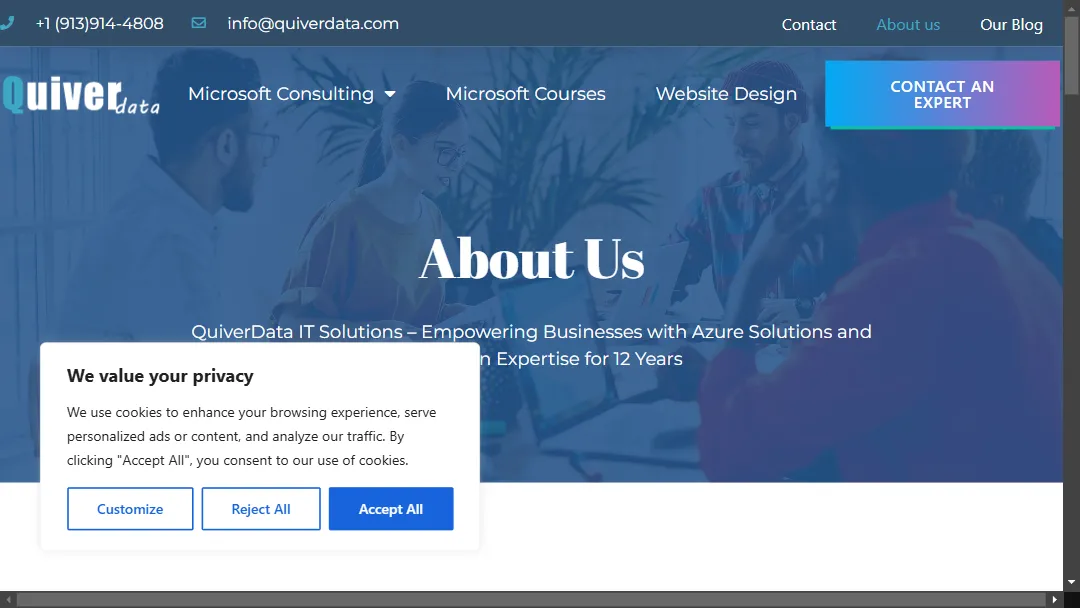 +1 (913)914-4808
info@quiverdata.com
Contact
About us
Our Blog
Quiver data
Microsoft Consulting
Microsoft Courses
Website Design
CONTACT AN
EXPERT
About Us
QuiverData IT Solutions – Empowering Businesses with Azure Solutions and
Expertise for 12 Years
We value your privacy
We use cookies to enhance your browsing experience, serve
personalized ads or content, and analyze our traffic. By
clicking "Accept All", you consent to our use of cookies.
Customize
Reject All
Accept All